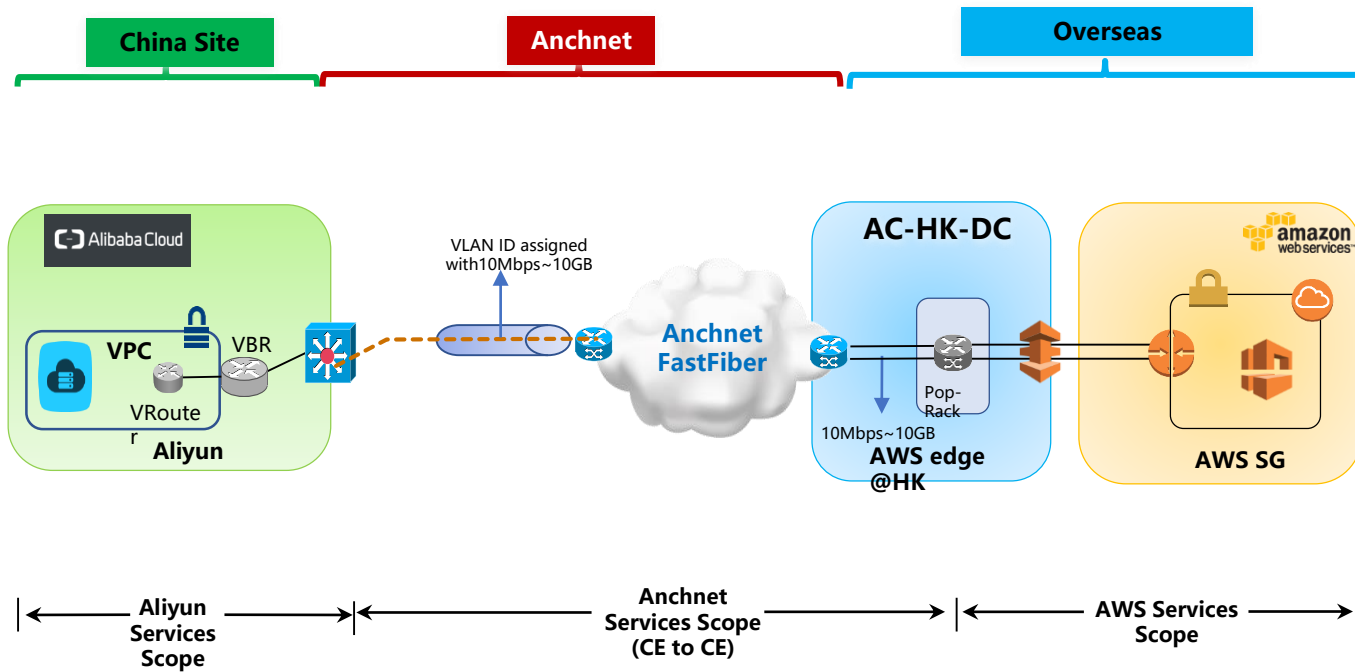 China Site
Anchnet
Overseas
Alibaba Cloud
VPC
VBR
VRoute
r
Aliyun
VLAN ID assigned
with10Mbps~10GB
Anchnet
FastFiber
AC-HK-DC
Pop-
Rack
10Mbps~10GB
AWS edge
@HK
amazon
web services™
AWS SG
Aliyun
Services
Scope
Anchnet
Services Scope
(CE to CE)
AWS Services
Scope